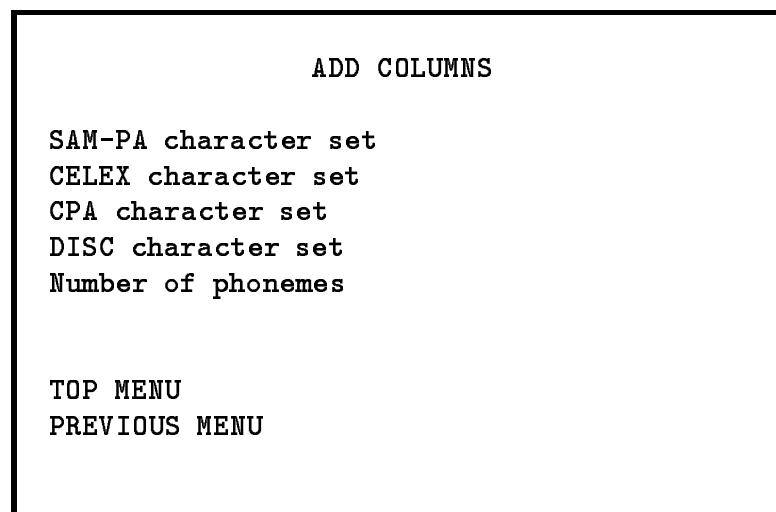 ADD COLUMNS
SAM-PA character set
CELEX character set
CPA character set
DISC character set
Number of phonemes
TOP MENU
PREVIOUS MENU